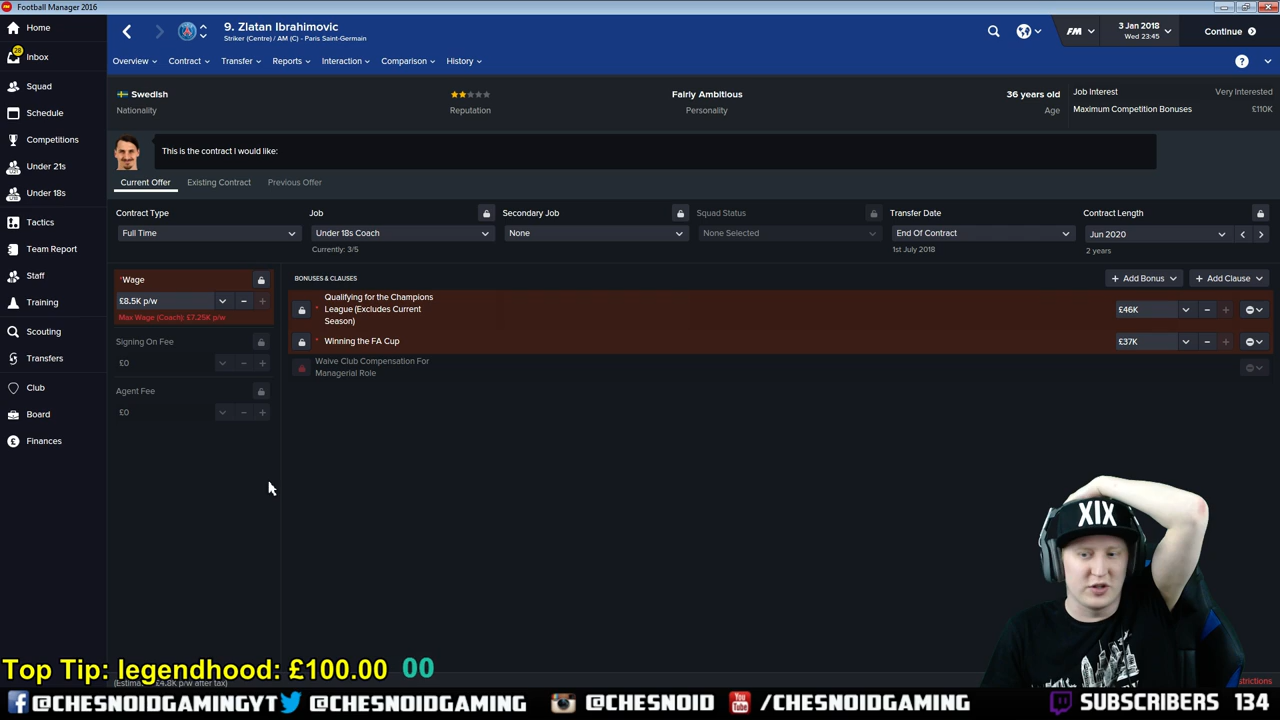 Football Manager 2016
Home
28
Inbox
Squad
Schedule
Competitions
Under 21s
Under 18s
Tactics
Team Report
Staff
Training
Scouting
Transfers
Club
Board
Finances
9. Zlatan Ibrahimovic
Striker (Centre) / AM (C) - Paris Saint-Germain
FM
3 Jan 2018
Wed 23:45
Continue
Overview
Contract
Transfer
Reports
Interaction
Comparison
History
?
Swedish
Nationality
Reputation
Fairly Ambitious
Personality
36 years old
Age
Job Interest Very Interested
Maximum Competition Bonuses £110K
This is the contract I would like:
Current Offer Existing Contract Previous Offer
Contract Type
Full Time
Job
Under 18s Coach
Currently: 3/5
Secondary Job
None
Squad Status
None Selected
Transfer Date
End Of Contract
1st July 2018
Contract Length
Jun 2020
2 years
*Wage
£8.5K p/w
Max Wage (Coach): £7.25K p/w
Signing On Fee
£0
Agent Fee
£0
BONUSES & CLAUSES
Add Bonus
Add Clause
* Qualifying for the Champions
League (Excludes Current
Season)
£46K
* Winning the FA Cup
£37K
Waive Club Compensation For
Managerial Role
XIX
Top Tip: legendhood: £100.00 00
@CHESNOIDGAMINGYT @CHESNOIDGAMING @CHESNOIDGAMING You Tube /CHESNOIDGAMING SUBSCRIBERS 134